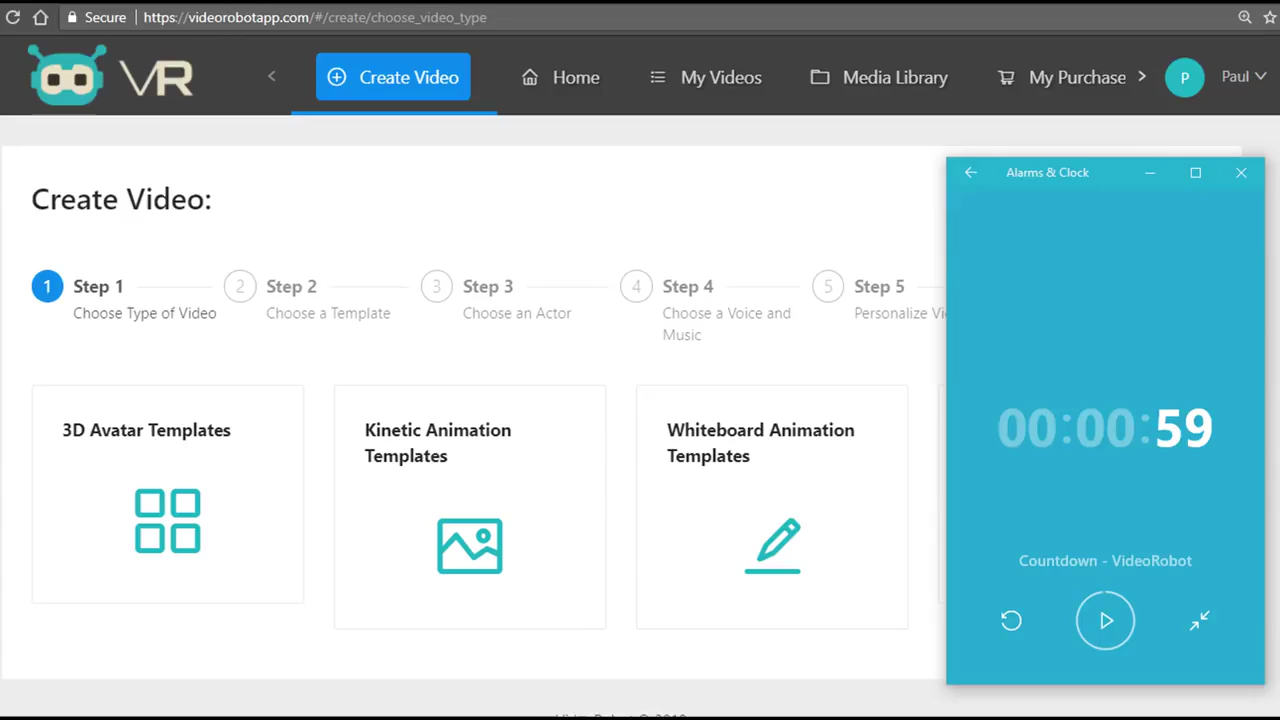 Secure | https://videorobotapp.com/#/create/choose_video_type
VR
Create Video
Home
My Videos
Media Library
My Purchase
P
Paul
Create Video:
1 Step 1
Choose Type of Video
2 Step 2
Choose a Template
3 Step 3
Choose an Actor
4 Step 4
Choose a Voice and
Music
5 Step 5
Personalize Vi
3D Avatar Templates
Kinetic Animation
Templates
Whiteboard Animation
Templates
Alarms & Clock
00:00:59
Countdown - VideoRobot